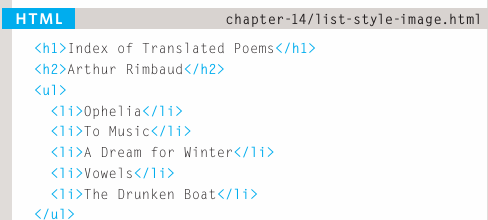 HTML chapter-14/list-style-image.html
<h1>Index of Translated Poems</h1>
<h2>Arthur Rimbaud</h2>
<ul>
<li>Ophelia</li>
<li>To Music</li>
<li>A Dream for Winter</li>
<li>Vowels</li>
<li>The Drunken Boat</li>
</ul>